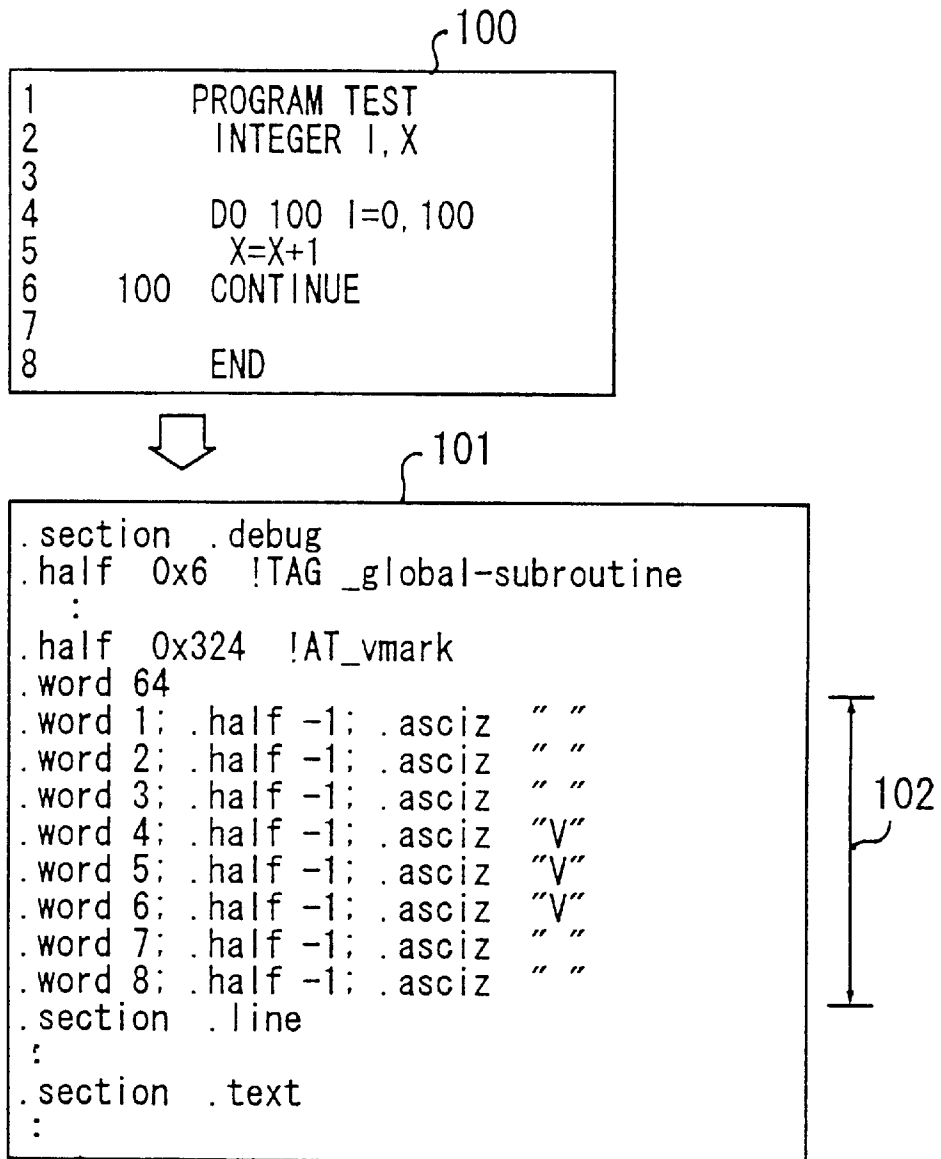 100
1 PROGRAM TEST
2 INTEGER I,X
3
4 DO 100 I=0,100
5 X=X+1
6 100 CONTINUE
7
8 END
101
.section .debug
.half 0x6 !TAG _global-subroutine
:
.half 0x324 !AT_vmark
.word 64
.word 1; .half -1; .asciz " "
.word 2; .half -1; .asciz " "
.word 3; .half -1; .asciz " "
.word 4; .half -1; .asciz "V"
.word 5; .half -1; .asciz "V"
.word 6; .half -1; .asciz "V"
.word 7; .half -1; .asciz " "
.word 8; .half -1; .asciz " "
.section .line
:
.section .text
:
102